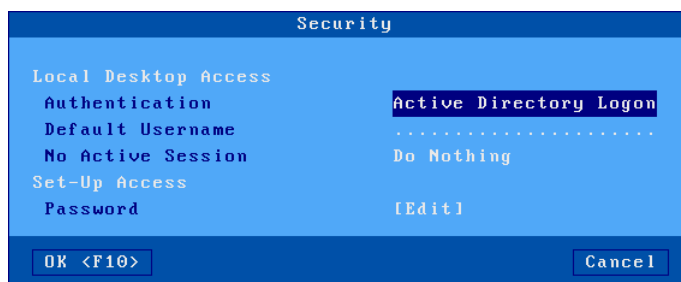 Security
Local Desktop Access
Authentication Active Directory Logon
Default Username ......................
No Active Session Do Nothing
Set-Up Access
Password [Edit]
OK <F10> Cancel